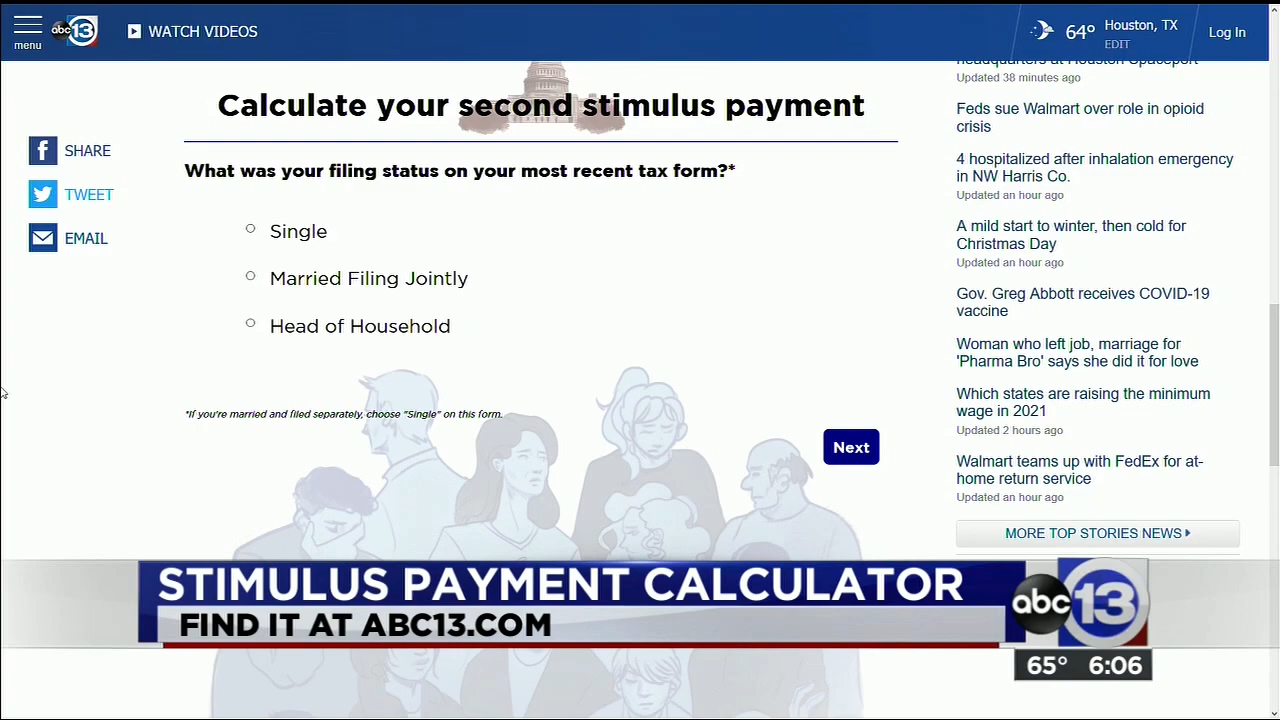 menu
abc 13
WATCH VIDEOS
64°
Houston, TX
EDIT
Log In
Calculate your second stimulus payment
SHARE
TWEET
EMAIL
What was your filing status on your most recent tax form?*
Single
Married Filing Jointly
Head of Household
*If you're married and filed separately, choose "Single" on this form.
Next
headquarters at Houston Spaceport
Updated 38 minutes ago
Feds sue Walmart over role in opioid
crisis
4 hospitalized after inhalation emergency
in NW Harris Co.
Updated an hour ago
A mild start to winter, then cold for
Christmas Day
Updated an hour ago
Gov. Greg Abbott receives COVID-19
vaccine
Woman who left job, marriage for
'Pharma Bro' says she did it for love
Which states are raising the minimum
wage in 2021
Updated 2 hours ago
Walmart teams up with FedEx for at-
home return service
Updated an hour ago
MORE TOP STORIES NEWS
STIMULUS PAYMENT CALCULATOR
FIND IT AT ABC13.COM
abc 13
65° 6:06